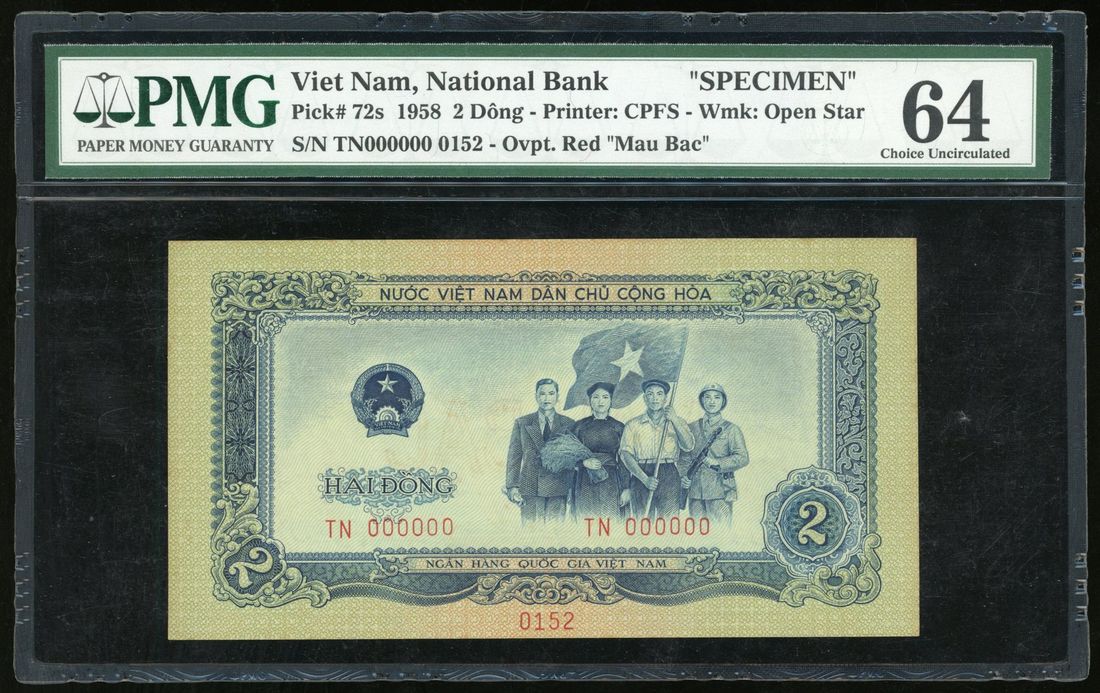 PMG
PAPER MONEY GUARANTY
Viet Nam, National Bank "SPECIMEN"
Pick# 72s 1958 2 Dông - Printer: CPFS - Wmk: Open Star
S/N TN000000 0152 - Ovpt. Red "Mau Bac"
64
Choice Uncirculated
NƯỚC VIỆT NAM DÂN CHỦ CỘNG HÒA
VIỆT NAM
HAI ĐỒNG
TN 000000 TN 000000
2 2
NGÂN HÀNG QUỐC GIA VIỆT NAM
0152